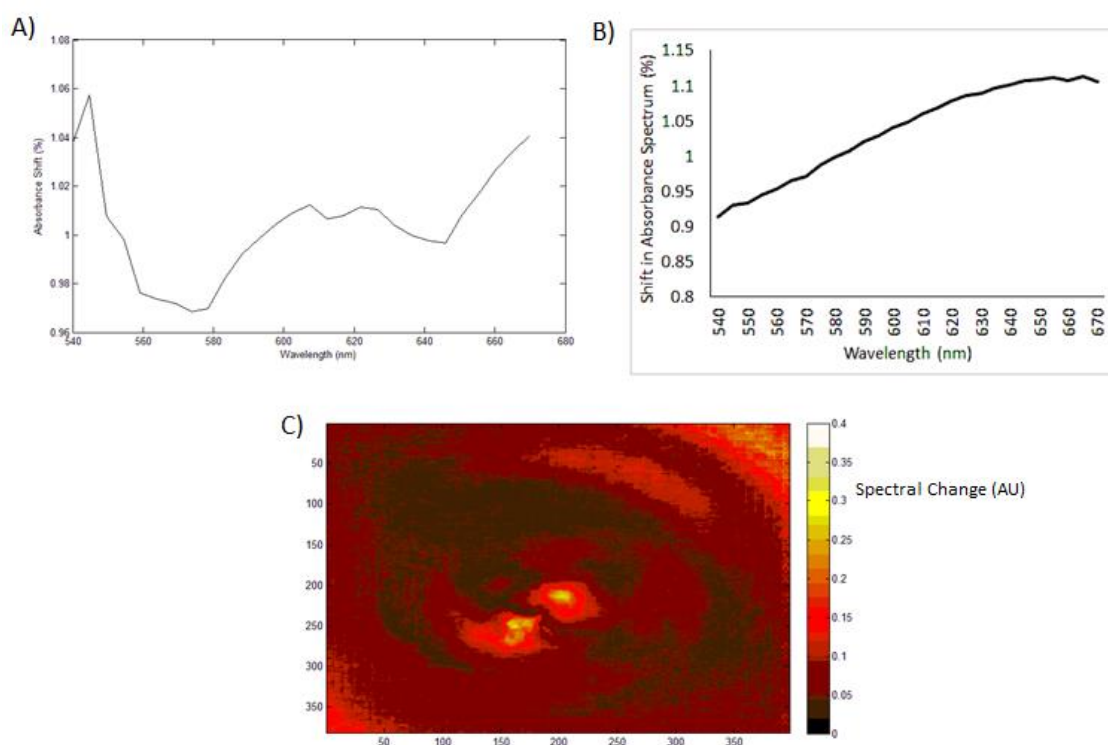 A)
1.08
1.06
1.04
1.02
1
0.98
0.96
Absorbance Shift (%)
540 560 580 600 620 640 660 680
Wavelength (nm)
B)
1.15
1.1
1.05
1
0.95
0.9
0.85
0.8
Shift in Absorbance Spectrum (%)
540 550 560 570 580 590 600 610 620 630 640 650 660 670
Wavelength (nm)
C)
50
100
150
200
250
300
350
50 100 150 200 250 300 350
0.4
0.35
0.3
0.25
0.2
0.15
0.1
0.05
0
Spectral Change (AU)